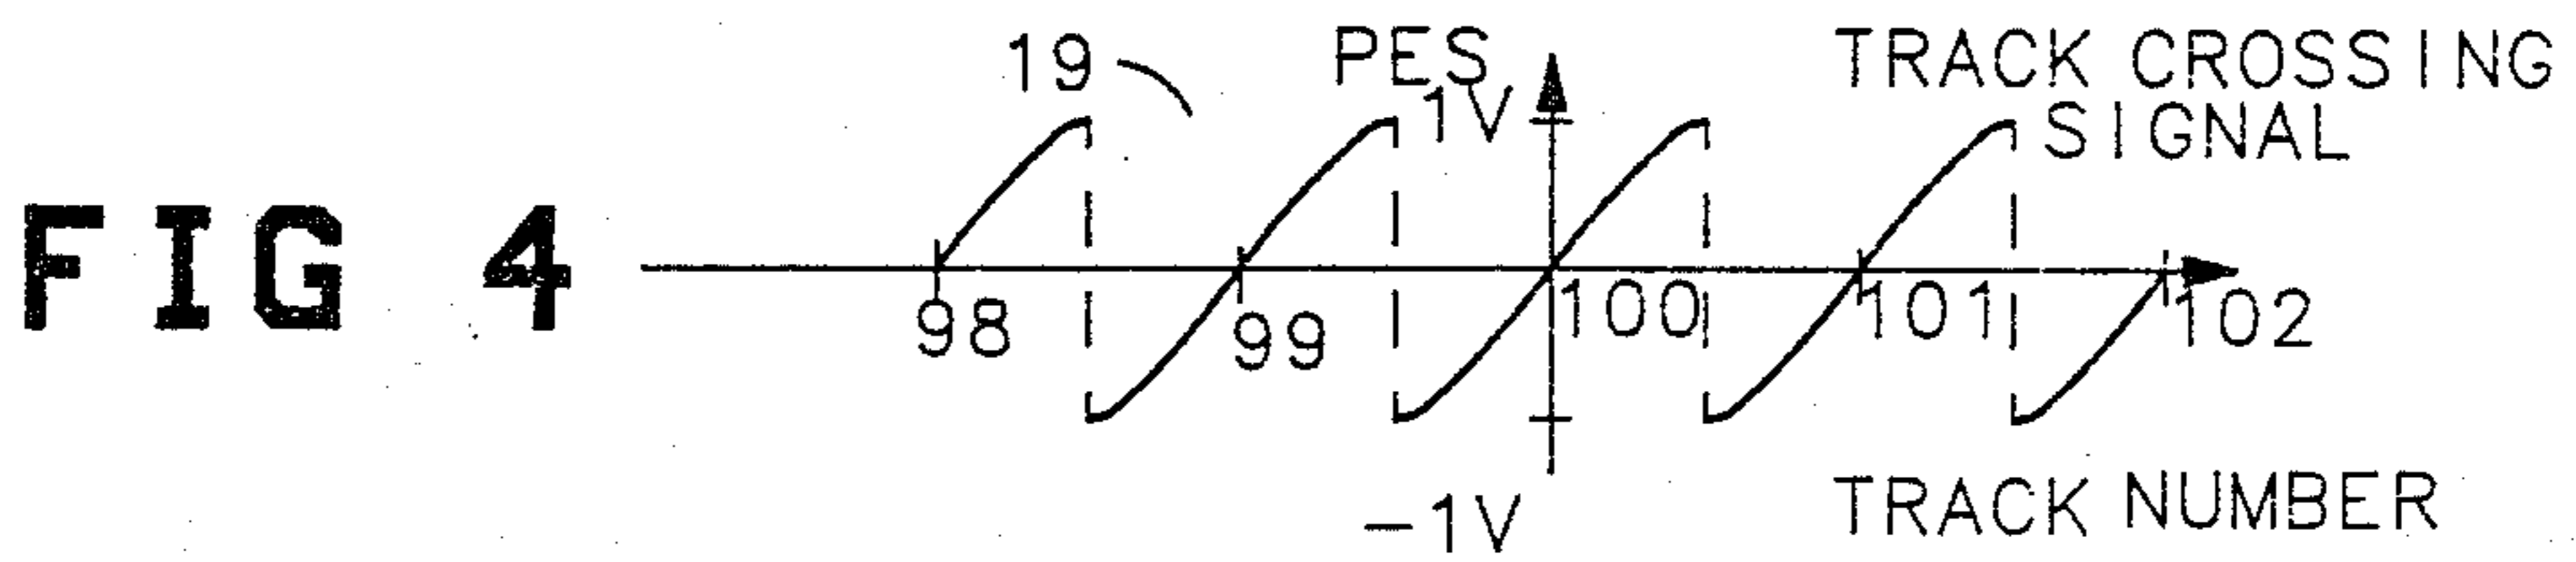 FIG 4
19
PES
1V
TRACK CROSSING
SIGNAL
98
99
100
101
102
-1V
TRACK NUMBER